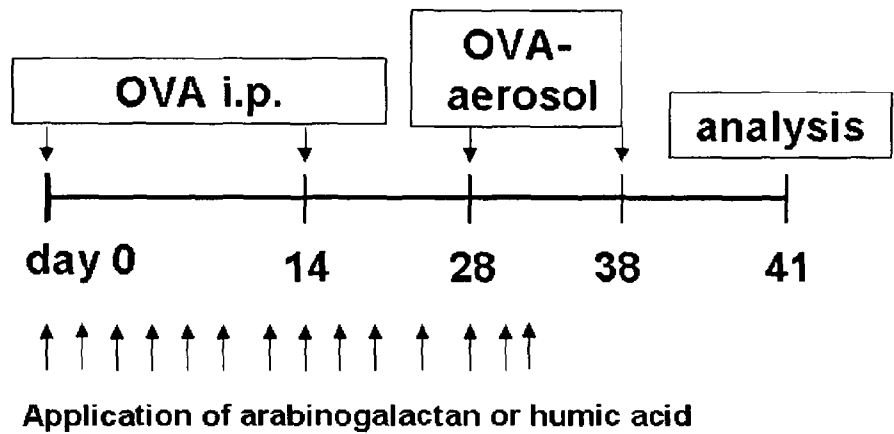 OVA i.p.
OVA-
aerosol
analysis
day 0 14 28 38 41
Application of arabinogalactan or humic acid